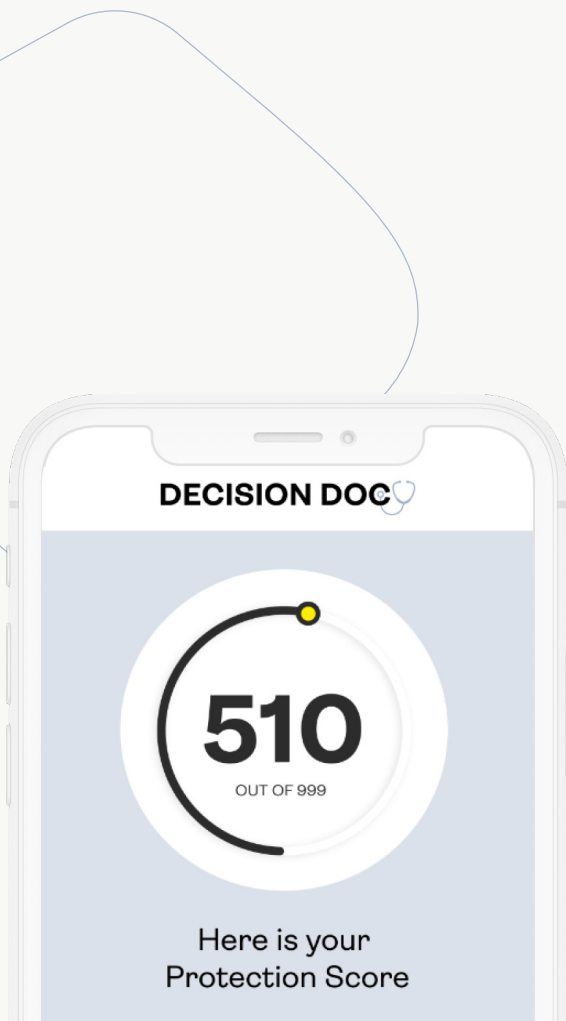 DECISION DOC
510
OUT OF 999
Here is your
Protection Score